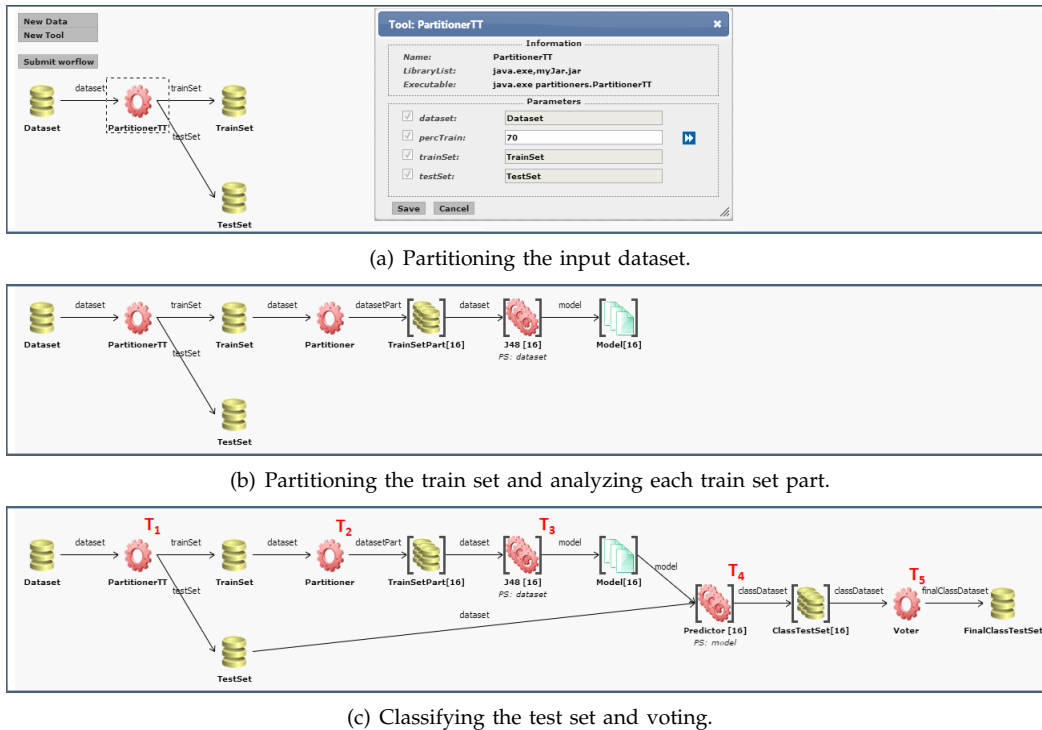 New Data
New Tool
Submit worflow
Dataset
dataset
PartitionerTT
trainSet
testSet
TrainSet
TestSet
Tool: PartitionerTT
Information
Name: PartitionerTT
LibraryList: java.exe,myJar.jar
Executable: java.exe partitioners.PartitionerTT
Parameters
dataset: Dataset
percTrain: 70
trainSet: TrainSet
testSet: TestSet
Save Cancel
(a) Partitioning the input dataset.
dataset trainSet dataset datasetPart dataset model
Dataset PartitionerTT TrainSet Partitioner TrainSetPart[16] J48 [16] Model[16]
PS: dataset
testSet
TestSet
(b) Partitioning the train set and analyzing each train set part.
T1 T2 T3
dataset trainSet dataset datasetPart dataset model
Dataset PartitionerTT TrainSet Partitioner TrainSetPart[16] J48 [16] Model[16]
PS: dataset
testSet
model
T4 T5
dataset classDataset classDataset finalClassDataset
Predictor [16] ClassTestSet[16] Voter FinalClassTestSet
PS: model
TestSet
(c) Classifying the test set and voting.